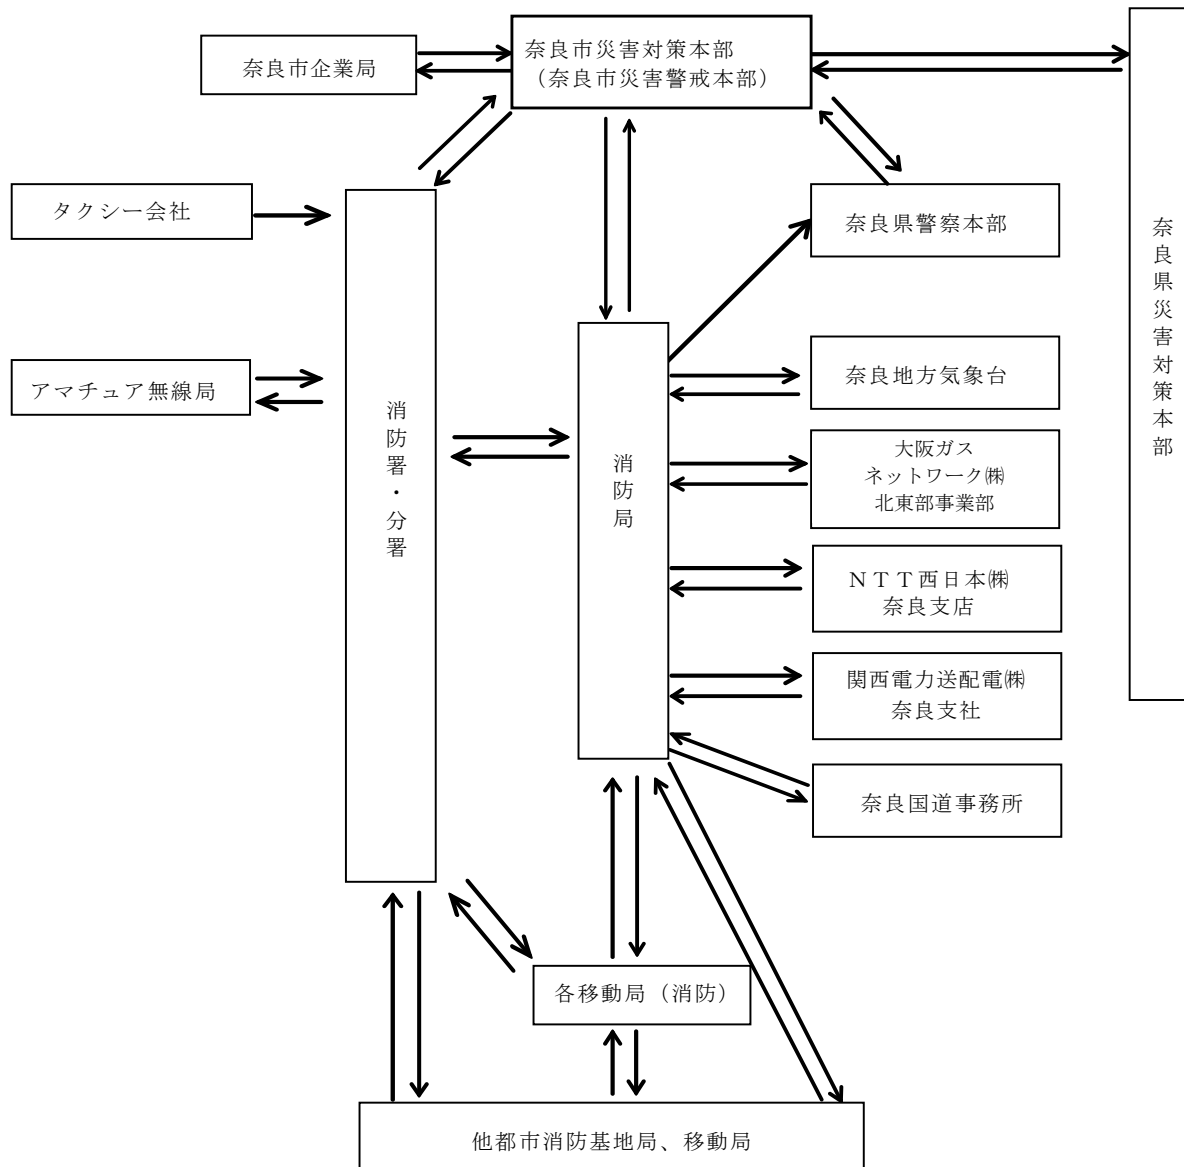 奈良市企業局
奈良市災害対策本部
（奈良市災害警戒本部）
タクシー会社
奈良県警察本部
奈良県災害対策本部
アマチュア無線局
消防署・分署
消防局
奈良地方気象台
大阪ガス
ネットワーク㈱
北東部事業部
ＮＴＴ西日本㈱
奈良支店
関西電力送配電㈱
奈良支社
奈良国道事務所
各移動局（消防）
他都市消防基地局、移動局